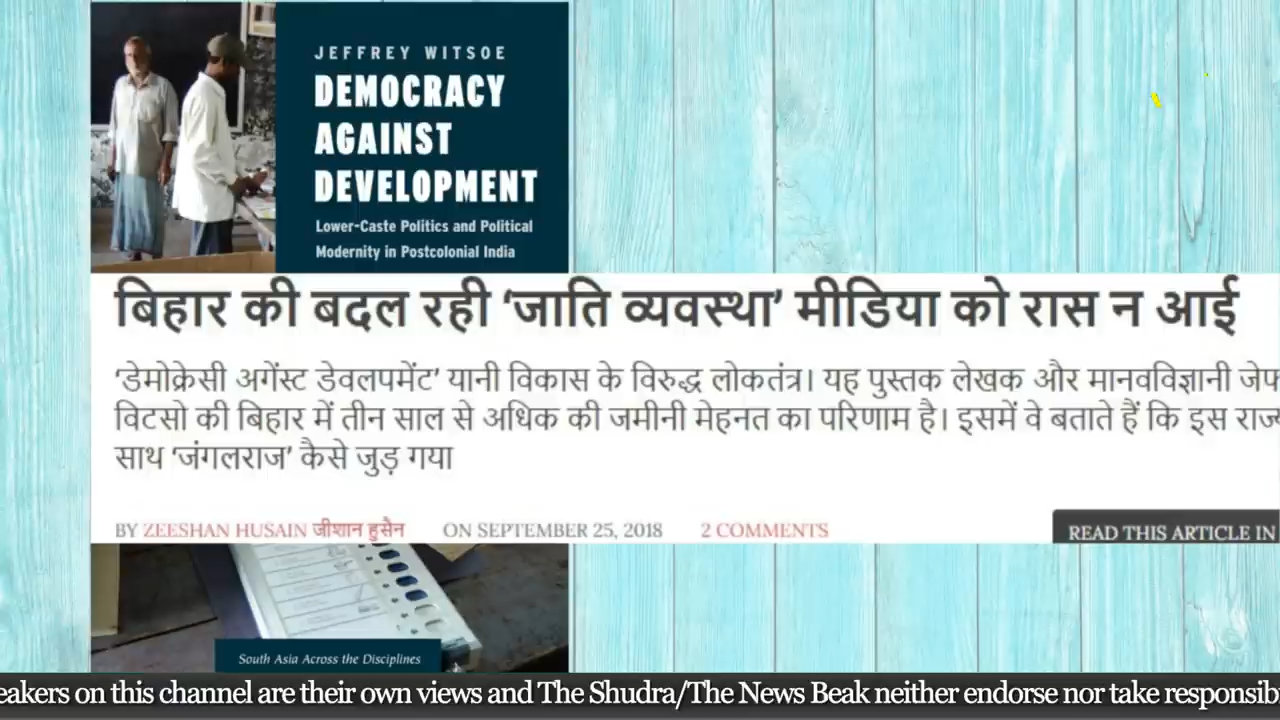 JEFFREY WITSOE
DEMOCRACY
AGAINST
DEVELOPMENT
Lower-Caste Politics and Political
Modernity in Postcolonial India
बिहार की बदल रही ‘जाति व्यवस्था’ मीडिया को रास न आई
‘डेमोक्रेसी अगेंस्ट डेवलपमेंट’ यानी विकास के विरुद्ध लोकतंत्र। यह पुस्तक लेखक और मानवविज्ञानी जेफ
विटसो की बिहार में तीन साल से अधिक की जमीनी मेहनत का परिणाम है। इसमें वे बताते हैं कि इस राज्
साथ ‘जंगलराज’ कैसे जुड़ गया
BY ZEESHAN HUSAIN जीशान हुसैन ON SEPTEMBER 25, 2018 2 COMMENTS
READ THIS ARTICLE IN
South Asia Across the Disciplines
eakers on this channel are their own views and The Shudra/The News Beak neither endorse nor take responsib